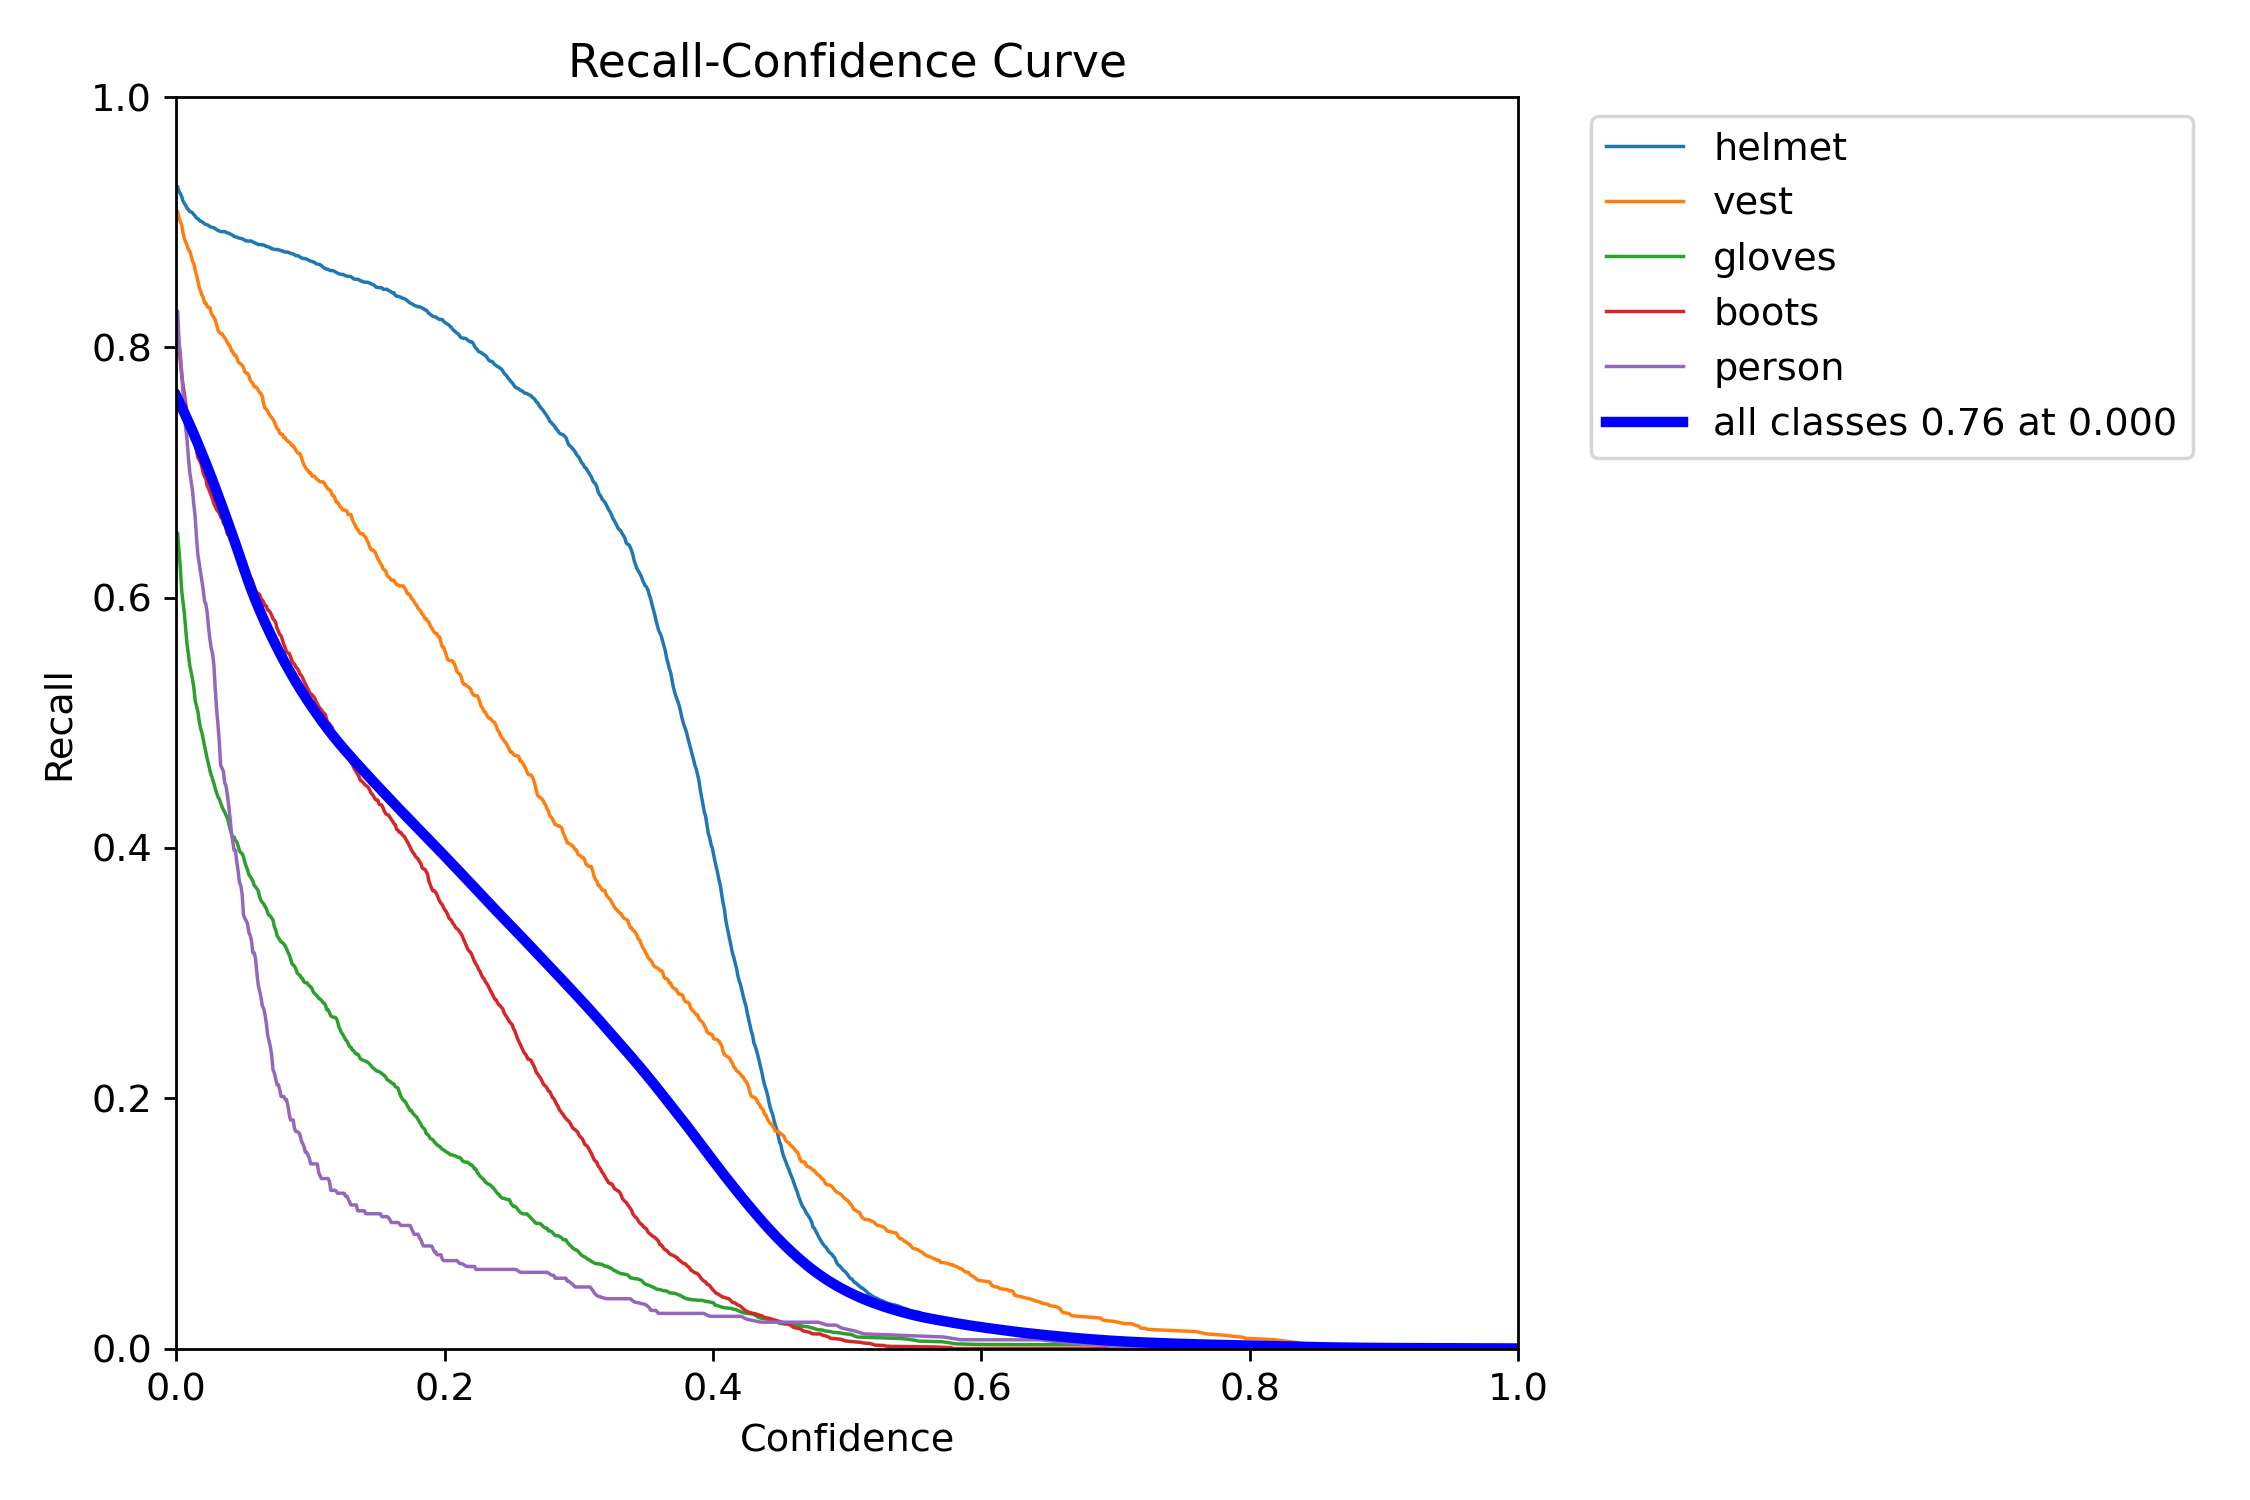 Recall-Confidence Curve
1.0
0.8
0.6
0.4
0.2
0.0
Recall
0.0 0.2 0.4 0.6 0.8 1.0
Confidence
helmet
vest
gloves
boots
person
all classes 0.76 at 0.000